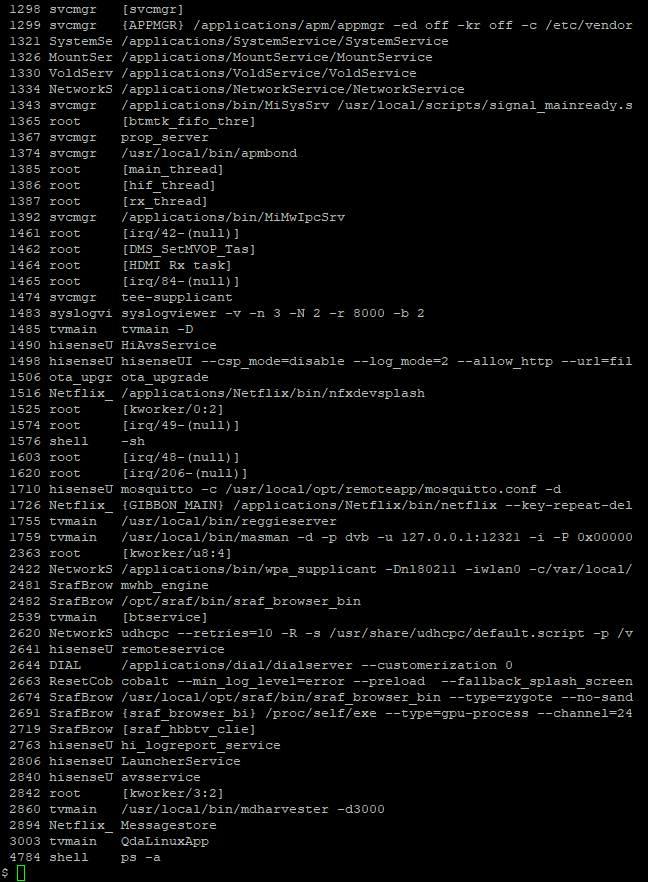 1298 svcmgr   [svcmgr]
1299 svcmgr   {APPMGR} /applications/apm/appmgr -ed off -kr off -c /etc/vendor
1321 SystemSe /applications/SystemService/SystemService
1326 MountSer /applications/MountService/MountService
1330 VoldServ /applications/VoldService/VoldService
1334 NetworkS /applications/NetworkService/NetworkService
1343 svcmgr   /applications/bin/MiSysSrv /usr/local/scripts/signal_mainready.s
1365 root     [btmtk_fifo_thre]
1367 svcmgr   prop_server
1374 svcmgr   /usr/local/bin/apmbond
1385 root     [main_thread]
1386 root     [hif_thread]
1387 root     [rx_thread]
1392 svcmgr   /applications/bin/MiMwIpcSrv
1461 root     [irq/42-(null)]
1462 root     [DMS_SetMVOP_Tas]
1464 root     [HDMI Rx task]
1465 root     [irq/84-(null)]
1474 svcmgr   tee-supplicant
1483 syslogvi syslogviewer -v -n 3 -N 2 -r 8000 -b 2
1485 tvmain   tvmain -D
1490 hisenseU HiAvsService
1498 hisenseU hisenseUI --csp_mode=disable --log_mode=2 --allow_http --url=fil
1506 ota_upgr ota_upgrade
1516 Netflix_ /applications/Netflix/bin/nfxdevsplash
1525 root     [kworker/0:2]
1574 root     [irq/49-(null)]
1576 shell    -sh
1603 root     [irq/48-(null)]
1620 root     [irq/206-(null)]
1710 hisenseU mosquitto -c /usr/local/opt/remoteapp/mosquitto.conf -d
1726 Netflix_ {GIBBON_MAIN} /applications/Netflix/bin/netflix --key-repeat-del
1755 tvmain   /usr/local/bin/reggieserver
1759 tvmain   /usr/local/bin/masman -d -p dvb -u 127.0.0.1:12321 -i -P 0x00000
2363 root     [kworker/u8:4]
2422 NetworkS /applications/bin/wpa_supplicant -Dnl80211 -iwlan0 -c/var/local/
2481 SrafBrow mwhb_engine
2482 SrafBrow /opt/sraf/bin/sraf_browser_bin
2539 tvmain   [btservice]
2620 NetworkS udhcpc --retries=10 -R -s /usr/share/udhcpc/default.script -p /v
2641 hisenseU remoteservice
2644 DIAL     /applications/dial/dialserver --customerization 0
2663 ResetCob cobalt --min_log_level=error --preload  --fallback_splash_screen
2674 SrafBrow /usr/local/opt/sraf/bin/sraf_browser_bin --type=zygote --no-sand
2691 SrafBrow {sraf_browser_bi} /proc/self/exe --type=gpu-process --channel=24
2719 SrafBrow [sraf_hbbtv_clie]
2763 hisenseU hi_logreport_service
2806 hisenseU LauncherService
2840 hisenseU avsservice
2842 root     [kworker/3:2]
2860 tvmain   /usr/local/bin/mdharvester -d3000
2894 Netflix_ Messagestore
3003 tvmain   QdaLinuxApp
4784 shell    ps -a
$